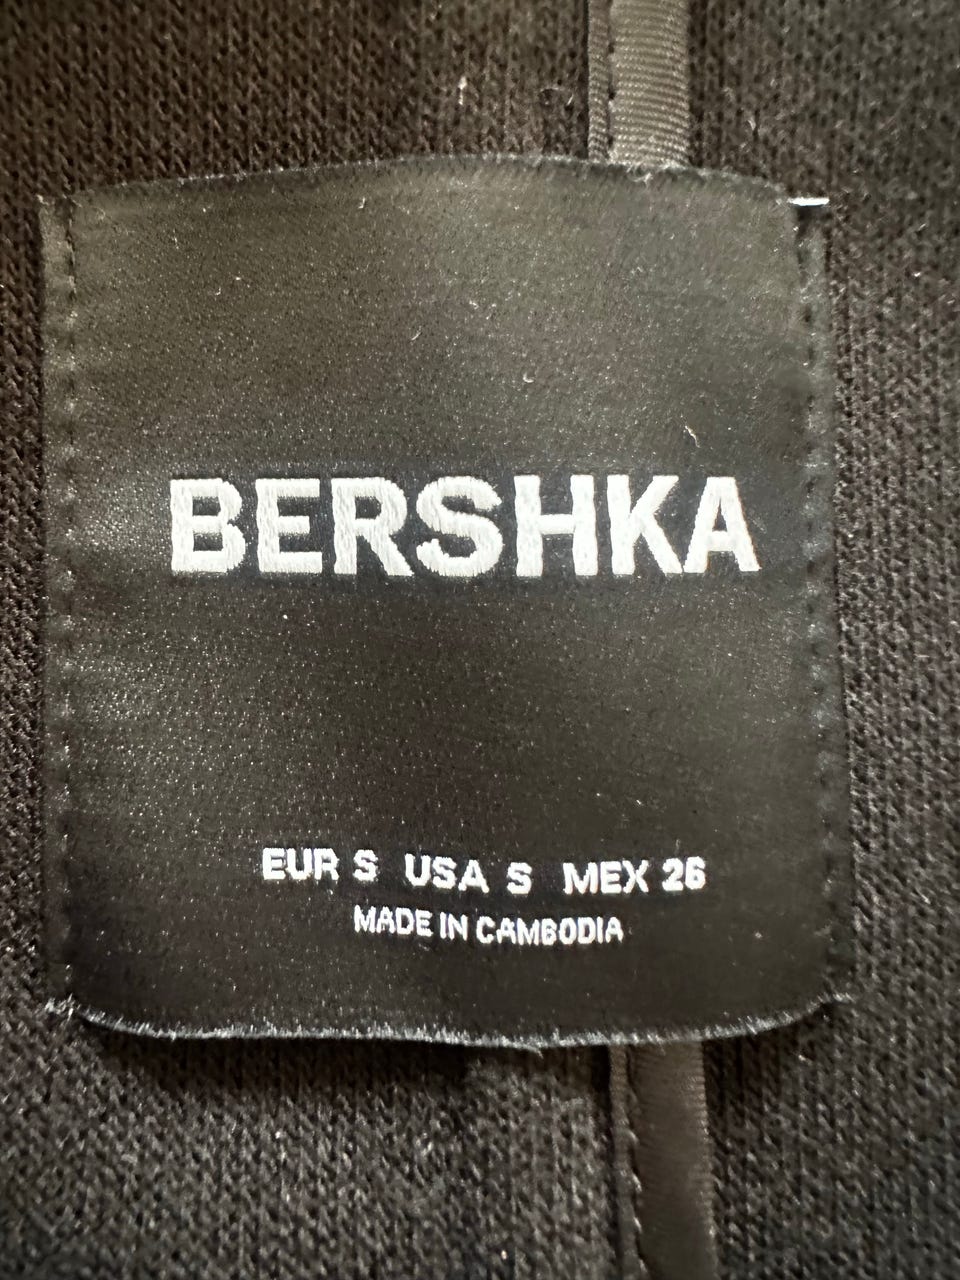 BERSHKA
EUR S USA S MEX 26
MADE IN CAMBODIA